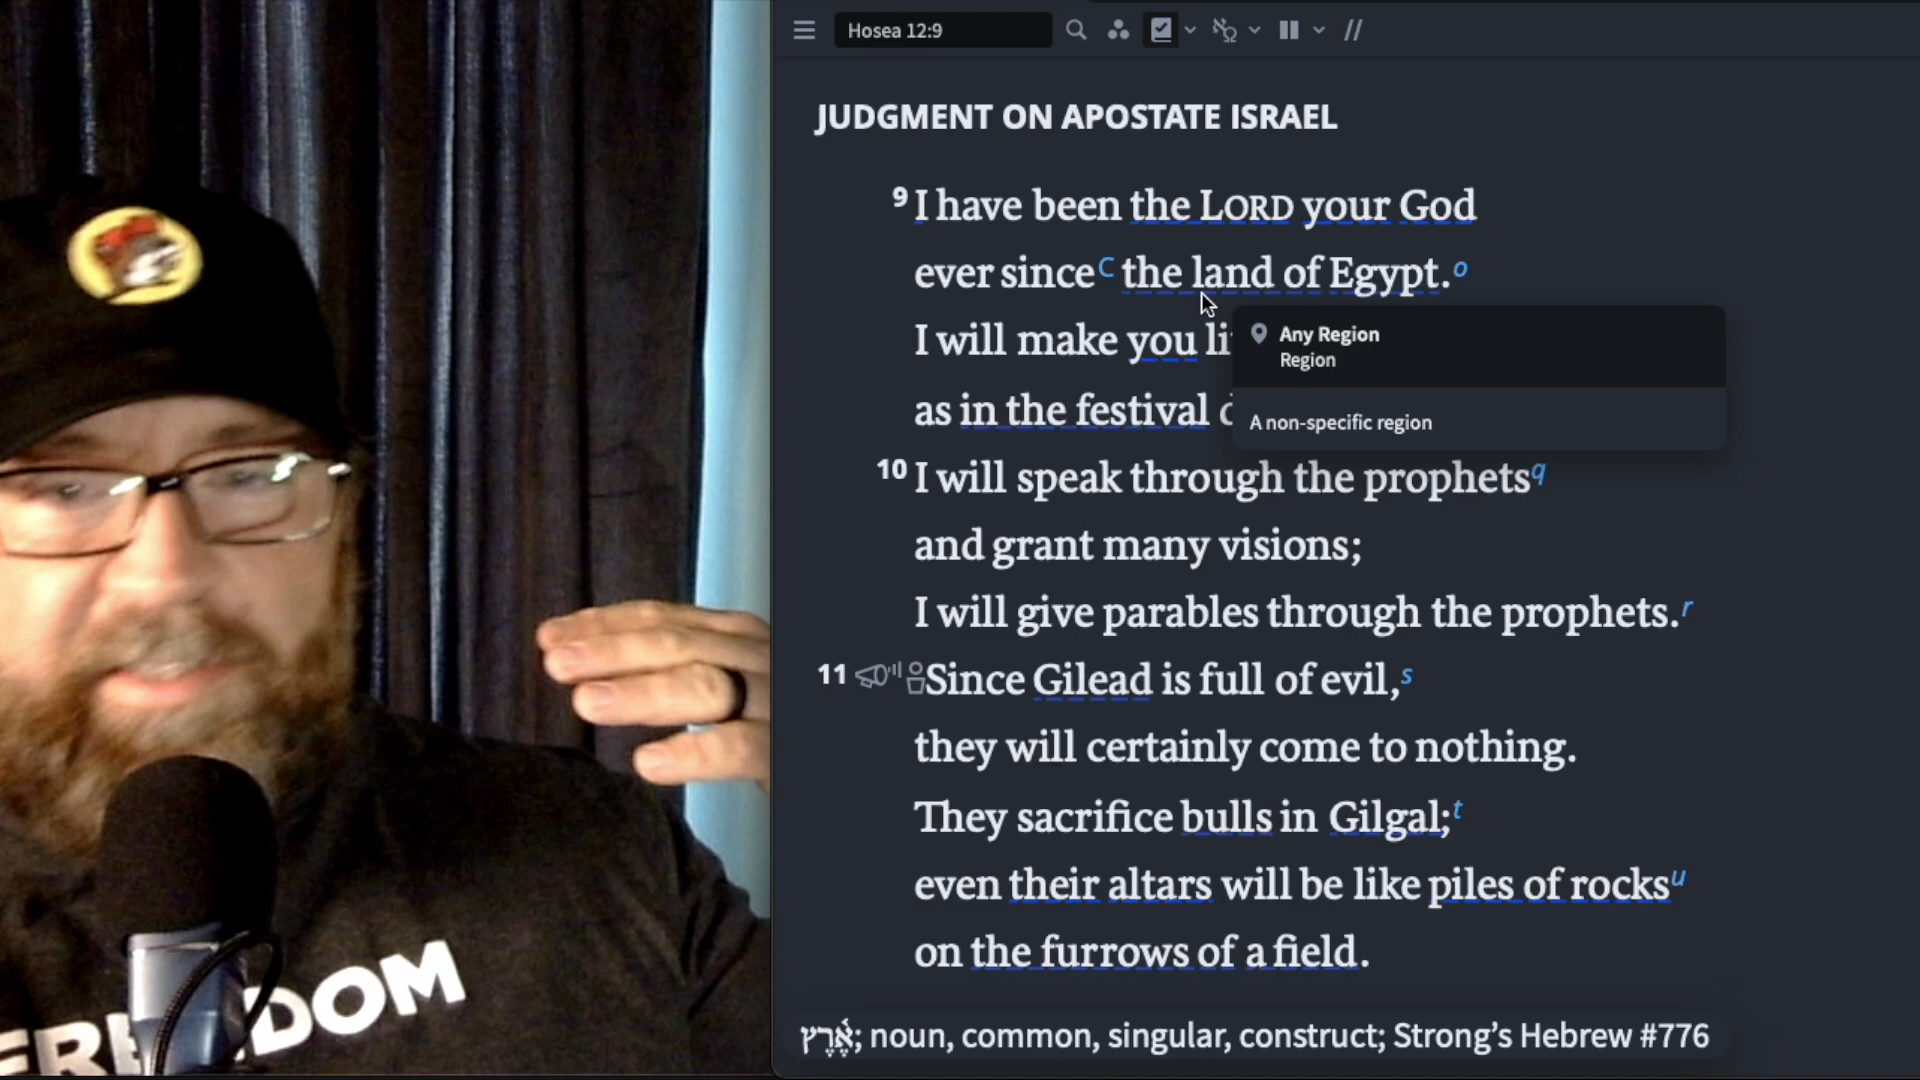 Hosea 12:9
JUDGMENT ON APOSTATE ISRAEL
9 I have been the LORD your God
ever since C the land of Egypt. o
Any Region
Region
I will make you
A non-specific region
as in the festival
10 I will speak through the prophets q
and grant many visions;
I will give parables through the prophets. r
11 Since Gilead is full of evil, s
they will certainly come to nothing.
They sacrifice bulls in Gilgal; t
even their altars will be like piles of rocks u
on the furrows of a field.
אֶ֫רֶץ; noun, common, singular, construct; Strong’s Hebrew #776
FREEDOM